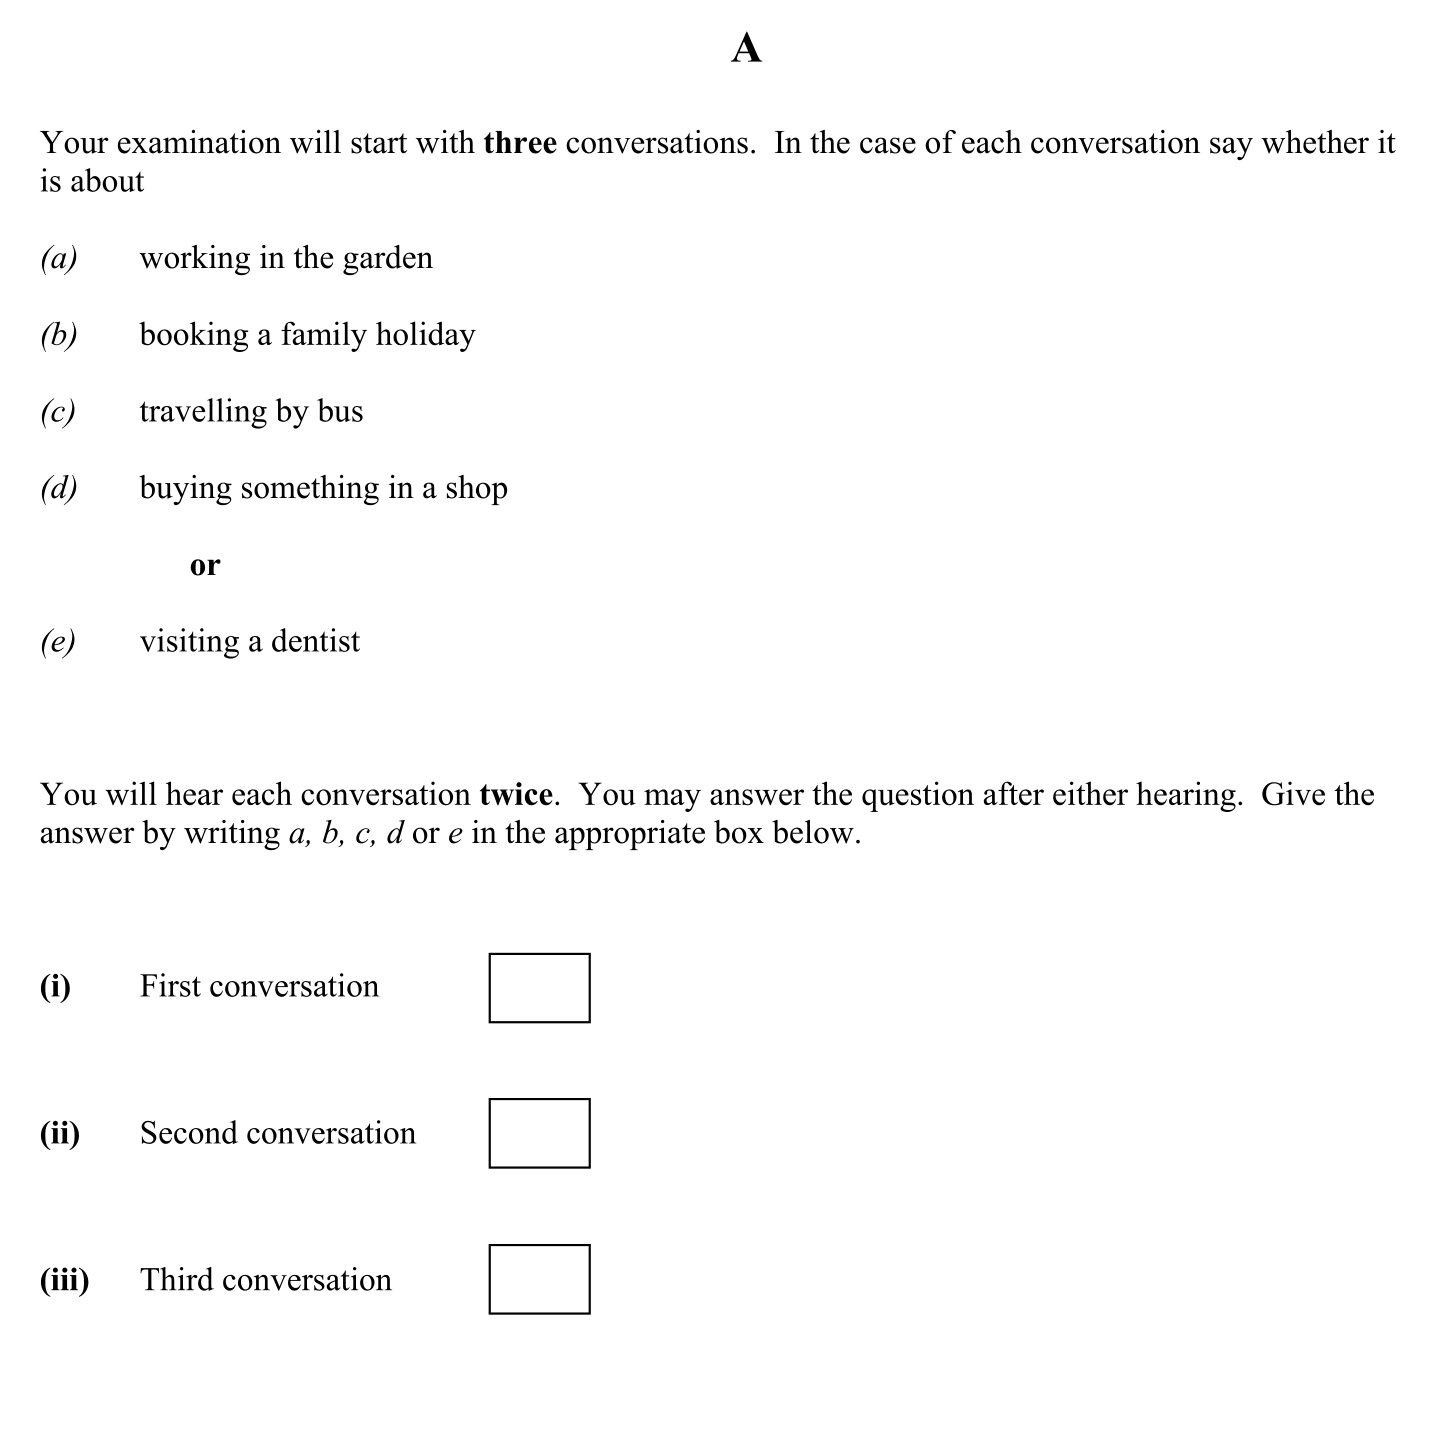 A
Your examination will start with three conversations. In the case of each conversation say whether it
is about
(a) working in the garden
(b) booking a family holiday
(c) travelling by bus
(d) buying something in a shop
or
(e) visiting a dentist
You will hear each conversation twice. You may answer the question after either hearing. Give the
answer by writing a, b, c, d or e in the appropriate box below.
(i) First conversation
(ii) Second conversation
(iii) Third conversation